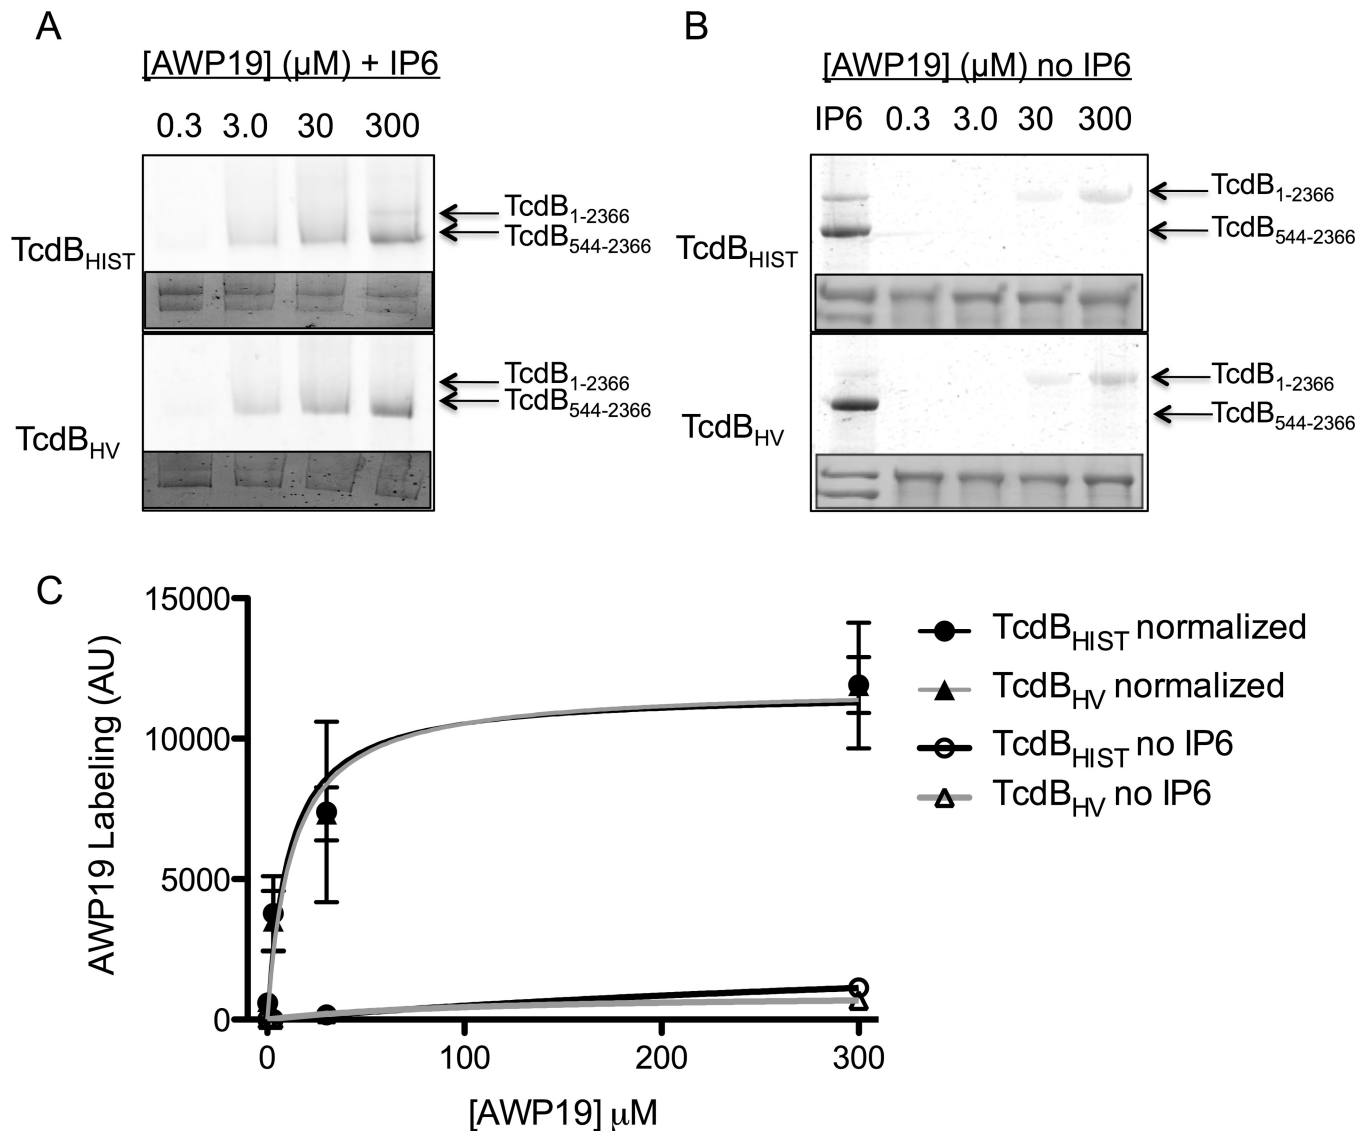 A
[AWP19] (μM) + IP6
0.3 3.0 30 300
TcdB1-2366
TcdB544-2366
TcdBHIST
TcdB1-2366
TcdB544-2366
TcdBHV
B
[AWP19] (μM) no IP6
IP6 0.3 3.0 30 300
TcdB1-2366
TcdB544-2366
TcdBHIST
TcdB1-2366
TcdB544-2366
TcdBHV
C
15000
10000
5000
0
AWP19 Labeling (AU)
0 100 200 300
[AWP19] μM
TcdBHIST normalized
TcdBHV normalized
TcdBHIST no IP6
TcdBHV no IP6